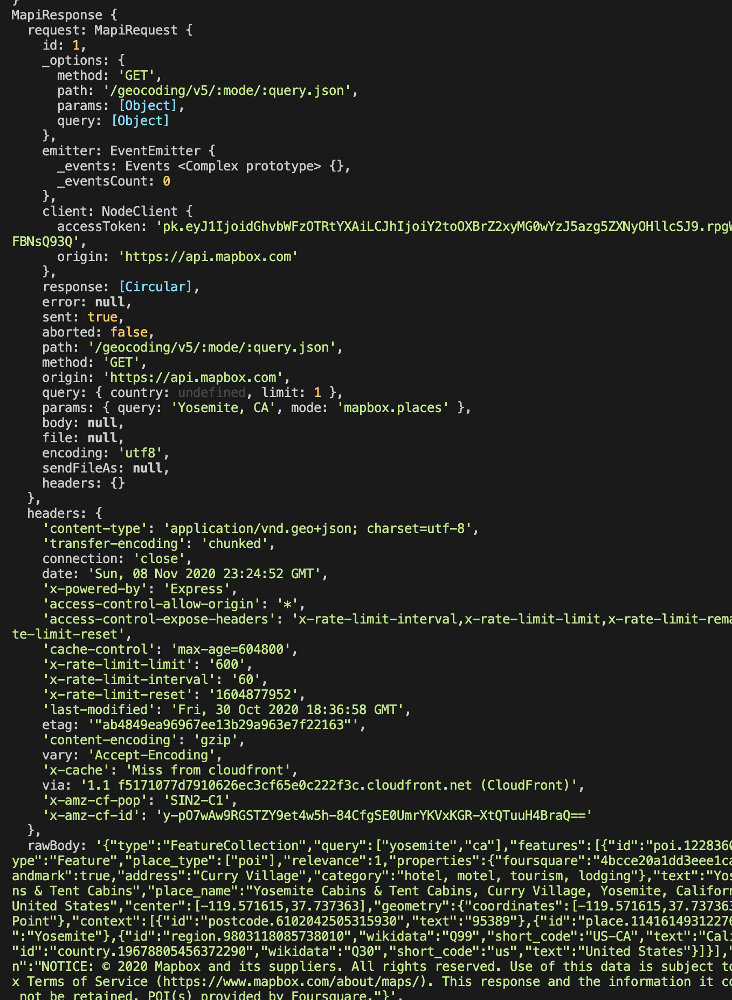 }
MapiResponse {
request: MapiRequest {
id: 1,
_options: {
method: 'GET',
path: '/geocoding/v5/:mode/:query.json',
params: [Object],
query: [Object]
},
emitter: EventEmitter {
_events: Events <Complex prototype> {},
_eventsCount: 0
},
client: NodeClient {
accessToken: 'pk.eyJ1IjoidGhvbWFzOTRtYXAiLCJhIjoiY2toOXBrZ2xyMG0wYzJ5azg5ZXNyOHllcSJ9.rpgW
FBNsQ93Q',
origin: 'https://api.mapbox.com'
},
response: [Circular],
error: null,
sent: true,
aborted: false,
path: '/geocoding/v5/:mode/:query.json',
method: 'GET',
origin: 'https://api.mapbox.com',
query: { country: undefined, limit: 1 },
params: { query: 'Yosemite, CA', mode: 'mapbox.places' },
body: null,
file: null,
encoding: 'utf8',
sendFileAs: null,
headers: {}
},
headers: {
'content-type': 'application/vnd.geo+json; charset=utf-8',
'transfer-encoding': 'chunked',
connection: 'close',
date: 'Sun, 08 Nov 2020 23:24:52 GMT',
'x-powered-by': 'Express',
'access-control-allow-origin': '*',
'access-control-expose-headers': 'x-rate-limit-interval,x-rate-limit-limit,x-rate-limit-rema
te-limit-reset',
'cache-control': 'max-age=604800',
'x-rate-limit-limit': '600',
'x-rate-limit-interval': '60',
'x-rate-limit-reset': '1604877952',
'last-modified': 'Fri, 30 Oct 2020 18:36:58 GMT',
etag: '"ab4849ea96967ee13b29a963e7f22163"',
'content-encoding': 'gzip',
vary: 'Accept-Encoding',
'x-cache': 'Miss from cloudfront',
via: '1.1 f5171077d7910626ec3cf65e0c222f3c.cloudfront.net (CloudFront)',
'x-amz-cf-pop': 'SIN2-C1',
'x-amz-cf-id': 'y-pO7wAw9RGSTZY9et4w5h-84CfgSE0UmrYKVxKGR-XtQTuuH4BraQ=='
},
rawBody: '{"type":"FeatureCollection","query":["yosemite","ca"],"features":[{"id":"poi.1228360
ype":"Feature","place_type":["poi"],"relevance":1,"properties":{"foursquare":"4bcce20a1dd3eee1ca
andmark":true,"address":"Curry Village","category":"hotel, motel, tourism, lodging"},"text":"Yos
ns & Tent Cabins","place_name":"Yosemite Cabins & Tent Cabins, Curry Village, Yosemite, Californ
United States","center":[-119.571615,37.737363],"geometry":{"coordinates":[-119.571615,37.737363
Point"},"context":[{"id":"postcode.6102042505315930","text":"95389"},{"id":"place.11416149312276
":"Yosemite"},{"id":"region.9803118085738010","wikidata":"Q99","short_code":"US-CA","text":"Cali
"id":"country.19678805456372290","wikidata":"Q30","short_code":"us","text":"United States"}]}],"
n":"NOTICE: © 2020 Mapbox and its suppliers. All rights reserved. Use of this data is subject to
x Terms of Service (https://www.mapbox.com/about/maps/). This response and the information it co
not be retained. POI(s) provided by Foursquare."}',